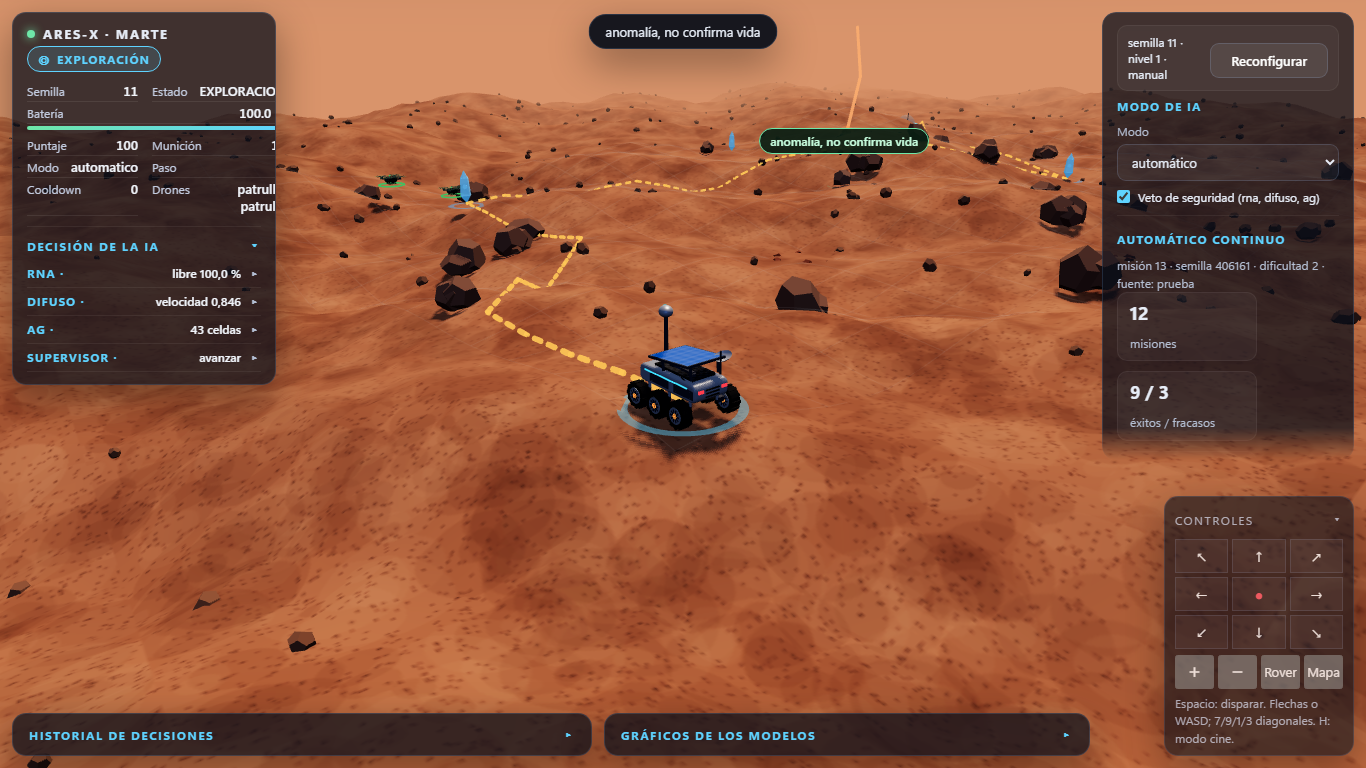 ARES-X · MARTE
EXPLORACIÓN
Semilla 11 Estado EXPLORACIO
Batería 100.0
Puntaje 100 Munición 1
Modo automatico Paso
Cooldown 0 Drones patrull
patrul
DECISIÓN DE LA IA
RNA · libre 100,0 %
DIFUSO · velocidad 0,846
AG · 43 celdas
SUPERVISOR · avanzar
anomalía, no confirma vida
anomalía, no confirma vida
semilla 11 ·
nivel 1 ·
manual
Reconfigurar
MODO DE IA
Modo
automático
Veto de seguridad (rna, difuso, ag)
AUTOMÁTICO CONTINUO
misión 13 · semilla 406161 · dificultad 2 ·
fuente: prueba
12
misiones
9 / 3
éxitos / fracasos
CONTROLES
↖ ↑ ↗
← ● →
↙ ↓ ↘
+ − Rover Mapa
Espacio: disparar. Flechas o
WASD; 7/9/1/3 diagonales. H:
modo cine.
HISTORIAL DE DECISIONES
GRÁFICOS DE LOS MODELOS